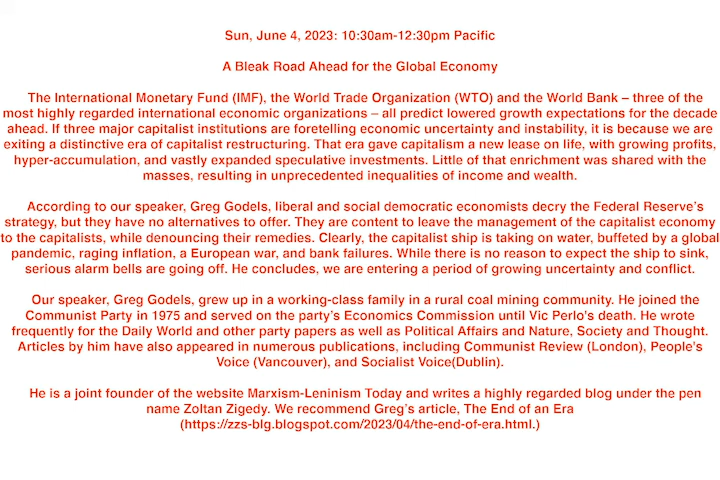 Sun, June 4, 2023: 10:30am-12:30pm Pacific
A Bleak Road Ahead for the Global Economy
The International Monetary Fund (IMF), the World Trade Organization (WTO) and the World Bank – three of the
most highly regarded international economic organizations – all predict lowered growth expectations for the decade
ahead. If three major capitalist institutions are foretelling economic uncertainty and instability, it is because we are
exiting a distinctive era of capitalist restructuring. That era gave capitalism a new lease on life, with growing profits,
hyper-accumulation, and vastly expanded speculative investments. Little of that enrichment was shared with the
masses, resulting in unprecedented inequalities of income and wealth.
According to our speaker, Greg Godels, liberal and social democratic economists decry the Federal Reserve's
strategy, but they have no alternatives to offer. They are content to leave the management of the capitalist economy
to the capitalists, while denouncing their remedies. Clearly, the capitalist ship is taking on water, buffeted by a global
pandemic, raging inflation, a European war, and bank failures. While there is no reason to expect the ship to sink,
serious alarm bells are going off. He concludes, we are entering a period of growing uncertainty and conflict.
Our speaker, Greg Godels, grew up in a working-class family in a rural coal mining community. He joined the
Communist Party in 1975 and served on the party's Economics Commission until Vic Perlo's death. He wrote
frequently for the Daily World and other party papers as well as Political Affairs and Nature, Society and Thought.
Articles by him have also appeared in numerous publications, including Communist Review (London), People's
Voice (Vancouver), and Socialist Voice(Dublin).
He is a joint founder of the website Marxism-Leninism Today and writes a highly regarded blog under the pen
name Zoltan Zigedy. We recommend Greg's article, The End of an Era
(https://zzs-blg.blogspot.com/2023/04/the-end-of-era.html.)